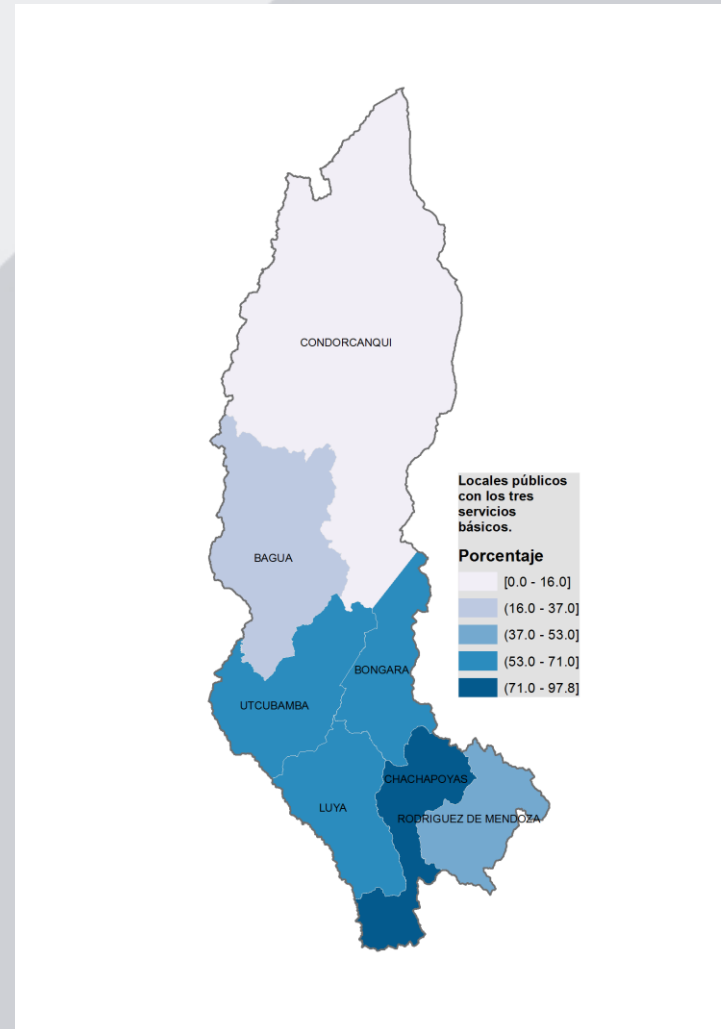 CONDORCANQUI
Locales públicos
con los tres
servicios
básicos.
Porcentaje
[0.0 - 16.0]
(16.0 - 37.0]
(37.0 - 53.0]
(53.0 - 71.0]
(71.0 - 97.8]
BAGUA
BONGARA
UTCUBAMBA
CHACHAPOYAS
LUYA
RODRIGUEZ DE MENDOZA